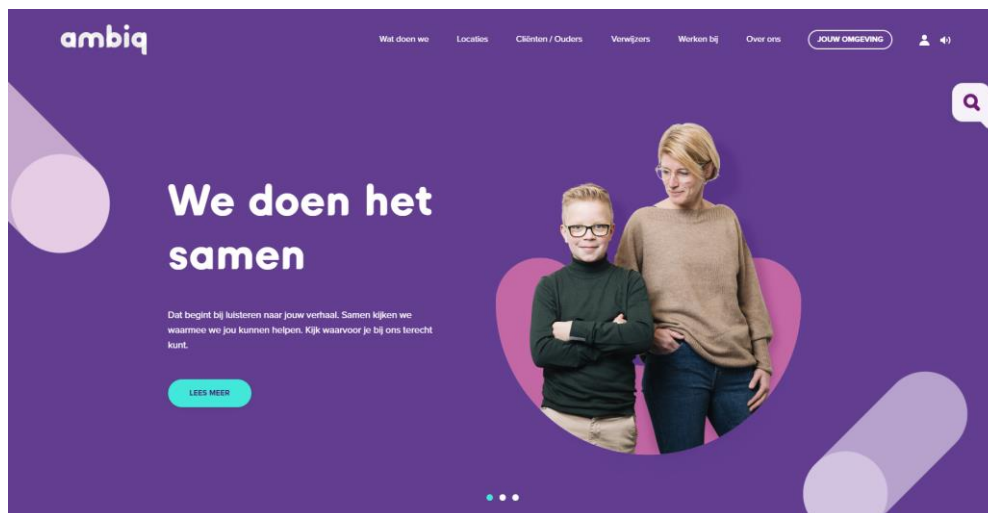 ambiq
Wat doen we Locaties Cliënten / Ouders Verwijzers Werken bij Over ons JOUW OMGEVING
We doen het
samen
Dat begint bij luisteren naar jouw verhaal. Samen kijken we
waarmee we jou kunnen helpen. Kijk waarvoor je bij ons terecht
kunt.
LEES MEER